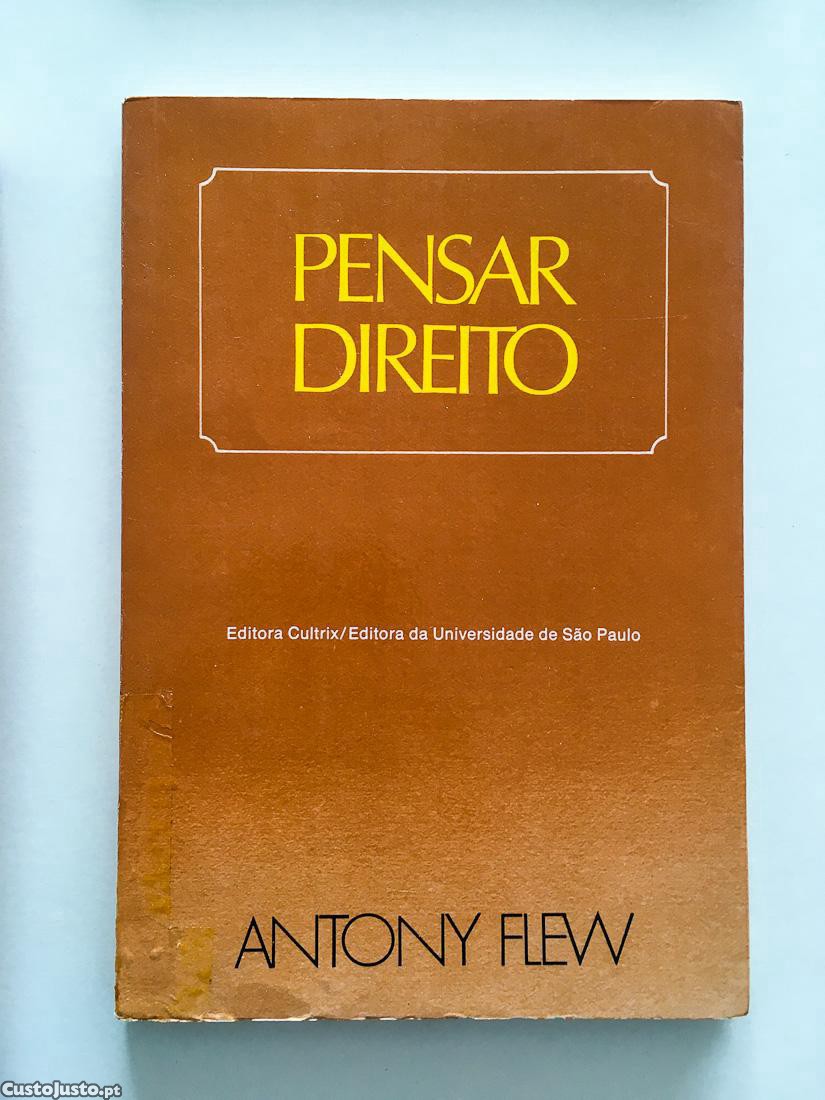 PENSAR
DIREITO
Editora Cultrix/Editora da Universidade de São Paulo
ANTONY FLEW
CustoJusto.pt